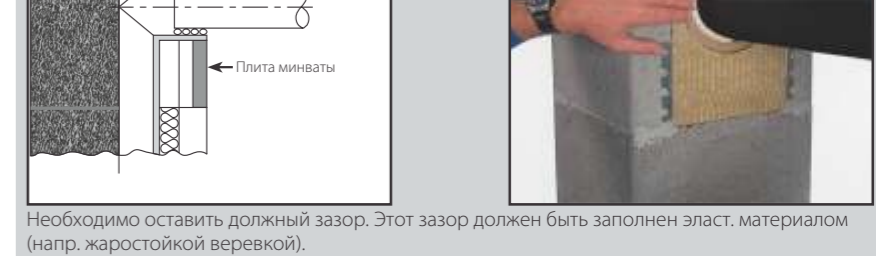 Плита минваты
Необходимо оставить должный зазор. Этот зазор должен быть заполнен эласт. материалом
(напр. жаростойкой веревкой).